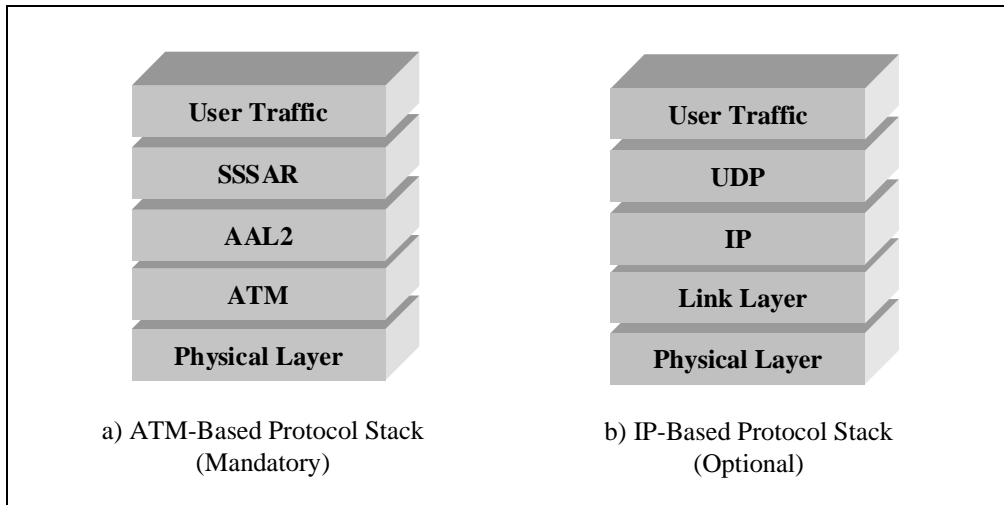 User Traffic
SSSAR
AAL2
ATM
Physical Layer
a) ATM-Based Protocol Stack
(Mandatory)
User Traffic
UDP
IP
Link Layer
Physical Layer
b) IP-Based Protocol Stack
(Optional)